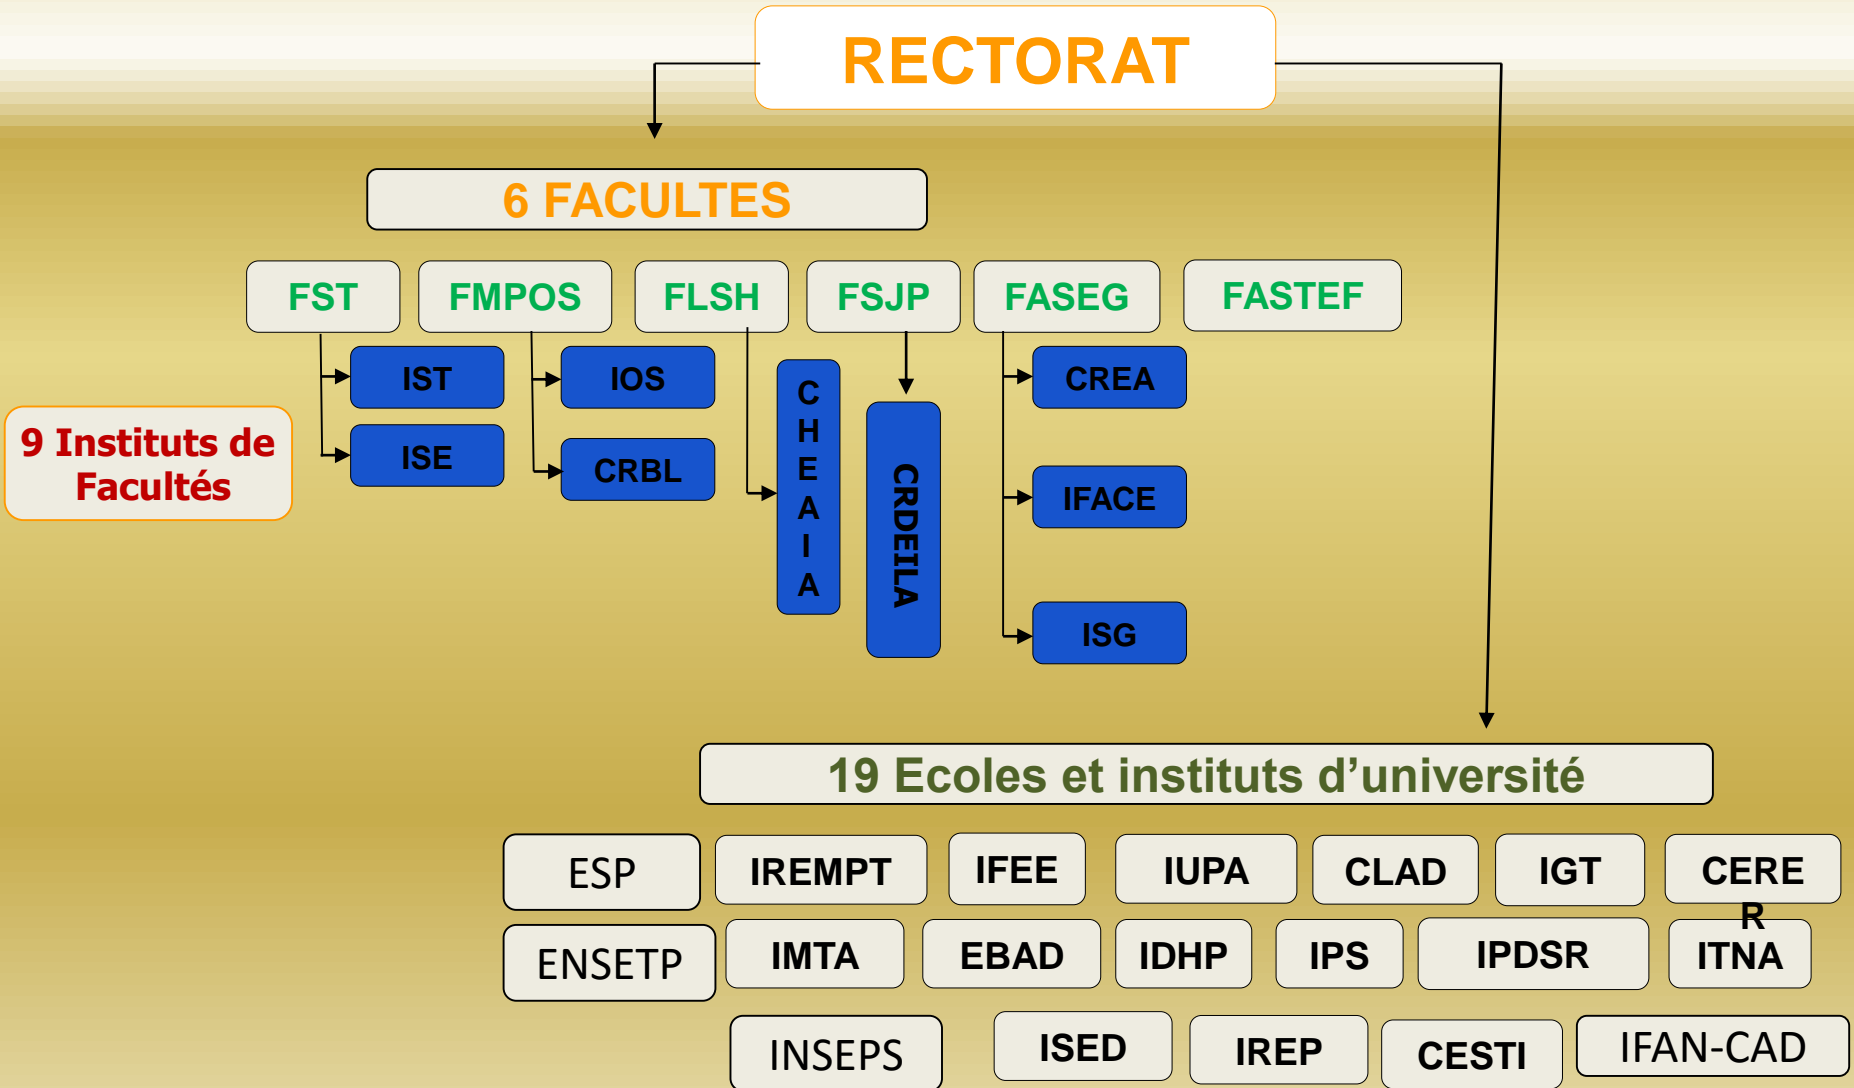 RECTORAT
6 FACULTES
FST
FMPOS
FLSH
FSJP
FASEG
FASTEF
IST
IOS
CHEAIA
CRDEILA
CREA
9 Instituts de
Facultés
ISE
CRBL
IFACE
ISG
19 Ecoles et instituts d’université
ESP
IREMPT
IFEE
IUPA
CLAD
IGT
CERE
R
ENSETP
IMTA
EBAD
IDHP
IPS
IPDSR
ITNA
INSEPS
ISED
IREP
CESTI
IFAN-CAD